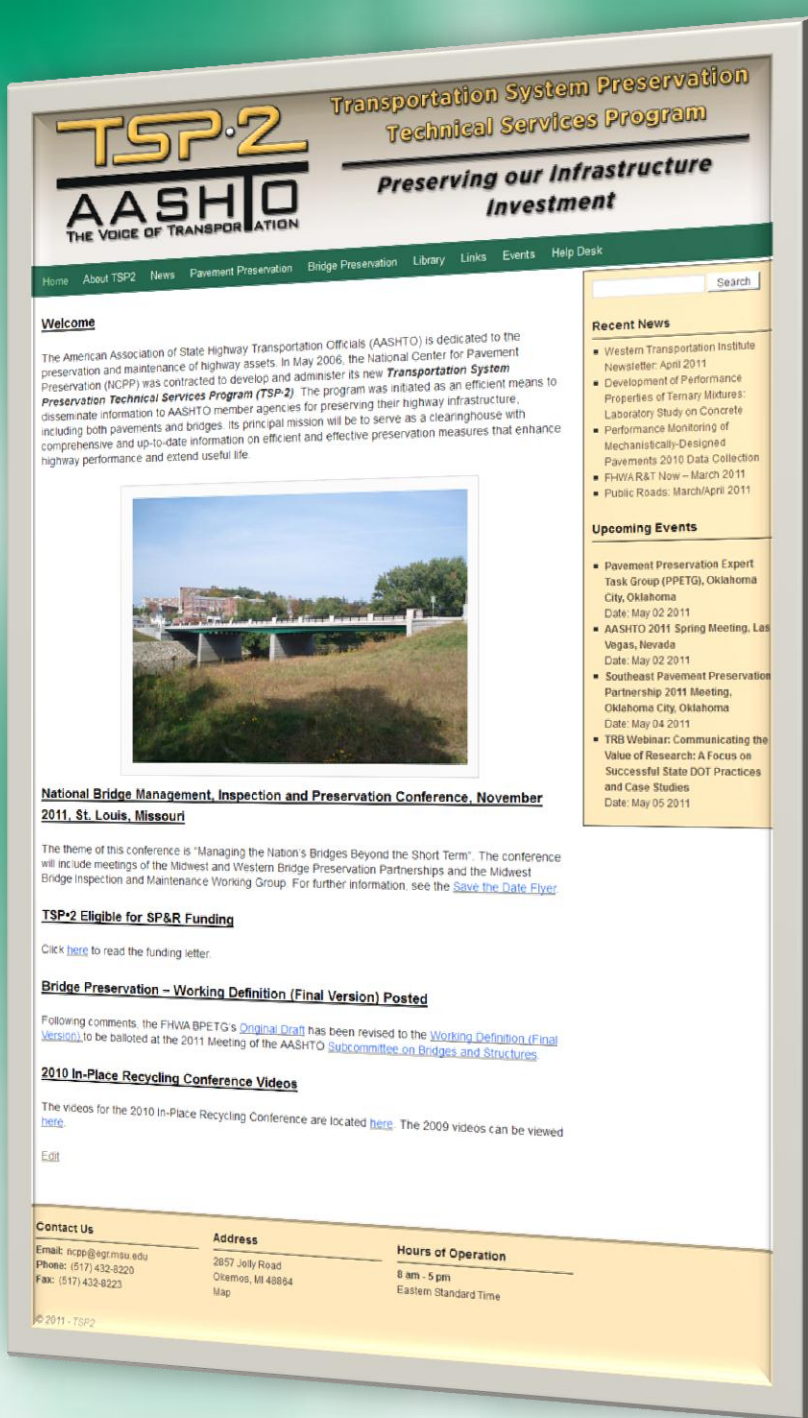 TSP•2
AASHTO
THE VOICE OF TRANSPORTATION
Transportation System Preservation
Technical Services Program
Preserving our Infrastructure
Investment
Home About TSP2 News Pavement Preservation Bridge Preservation Library Links Events Help Desk
Welcome
The American Association of State Highway Transportation Officials (AASHTO) is dedicated to the
preservation and maintenance of highway assets. In May 2006, the National Center for Pavement
Preservation (NCPP) was contracted to develop and administer its new Transportation System
Preservation Technical Services Program (TSP•2). The program was initiated as an efficient means to
disseminate information to AASHTO member agencies for preserving their highway infrastructure,
including both pavements and bridges. Its principal mission will be to serve as a clearinghouse with
comprehensive and up-to-date information on efficient and effective preservation measures that enhance
highway performance and extend useful life.
National Bridge Management, Inspection and Preservation Conference, November
2011, St. Louis, Missouri
The theme of this conference is "Managing the Nation's Bridges Beyond the Short Term". The conference
will include meetings of the Midwest and Western Bridge Preservation Partnerships and the Midwest
Bridge Inspection and Maintenance Working Group. For further information, see the Save the Date Flyer.
TSP•2 Eligible for SP&R Funding
Click here to read the funding letter.
Bridge Preservation – Working Definition (Final Version) Posted
Following comments, the FHWA BPETG's Original Draft has been revised to the Working Definition (Final
Version) to be balloted at the 2011 Meeting of the AASHTO Subcommittee on Bridges and Structures.
2010 In-Place Recycling Conference Videos
The videos for the 2010 In-Place Recycling Conference are located here. The 2009 videos can be viewed
here.
Edit
Search
Recent News
Western Transportation Institute
Newsletter: April 2011
Development of Performance
Properties of Ternary Mixtures:
Laboratory Study on Concrete
Performance Monitoring of
Mechanistically-Designed
Pavements 2010 Data Collection
FHWA R&T Now – March 2011
Public Roads: March/April 2011
Upcoming Events
Pavement Preservation Expert
Task Group (PPETG), Oklahoma
City, Oklahoma
Date: May 02 2011
AASHTO 2011 Spring Meeting, Las
Vegas, Nevada
Date: May 02 2011
Southeast Pavement Preservation
Partnership 2011 Meeting,
Oklahoma City, Oklahoma
Date: May 04 2011
TRB Webinar: Communicating the
Value of Research: A Focus on
Successful State DOT Practices
and Case Studies
Date: May 05 2011
Contact Us
Email: ncpp@egr.msu.edu
Phone: (517) 432-8220
Fax: (517) 432-8223
Address
2857 Jolly Road
Okemos, MI 48864
Map
Hours of Operation
8 am - 5 pm
Eastern Standard Time
© 2011 - TSP2